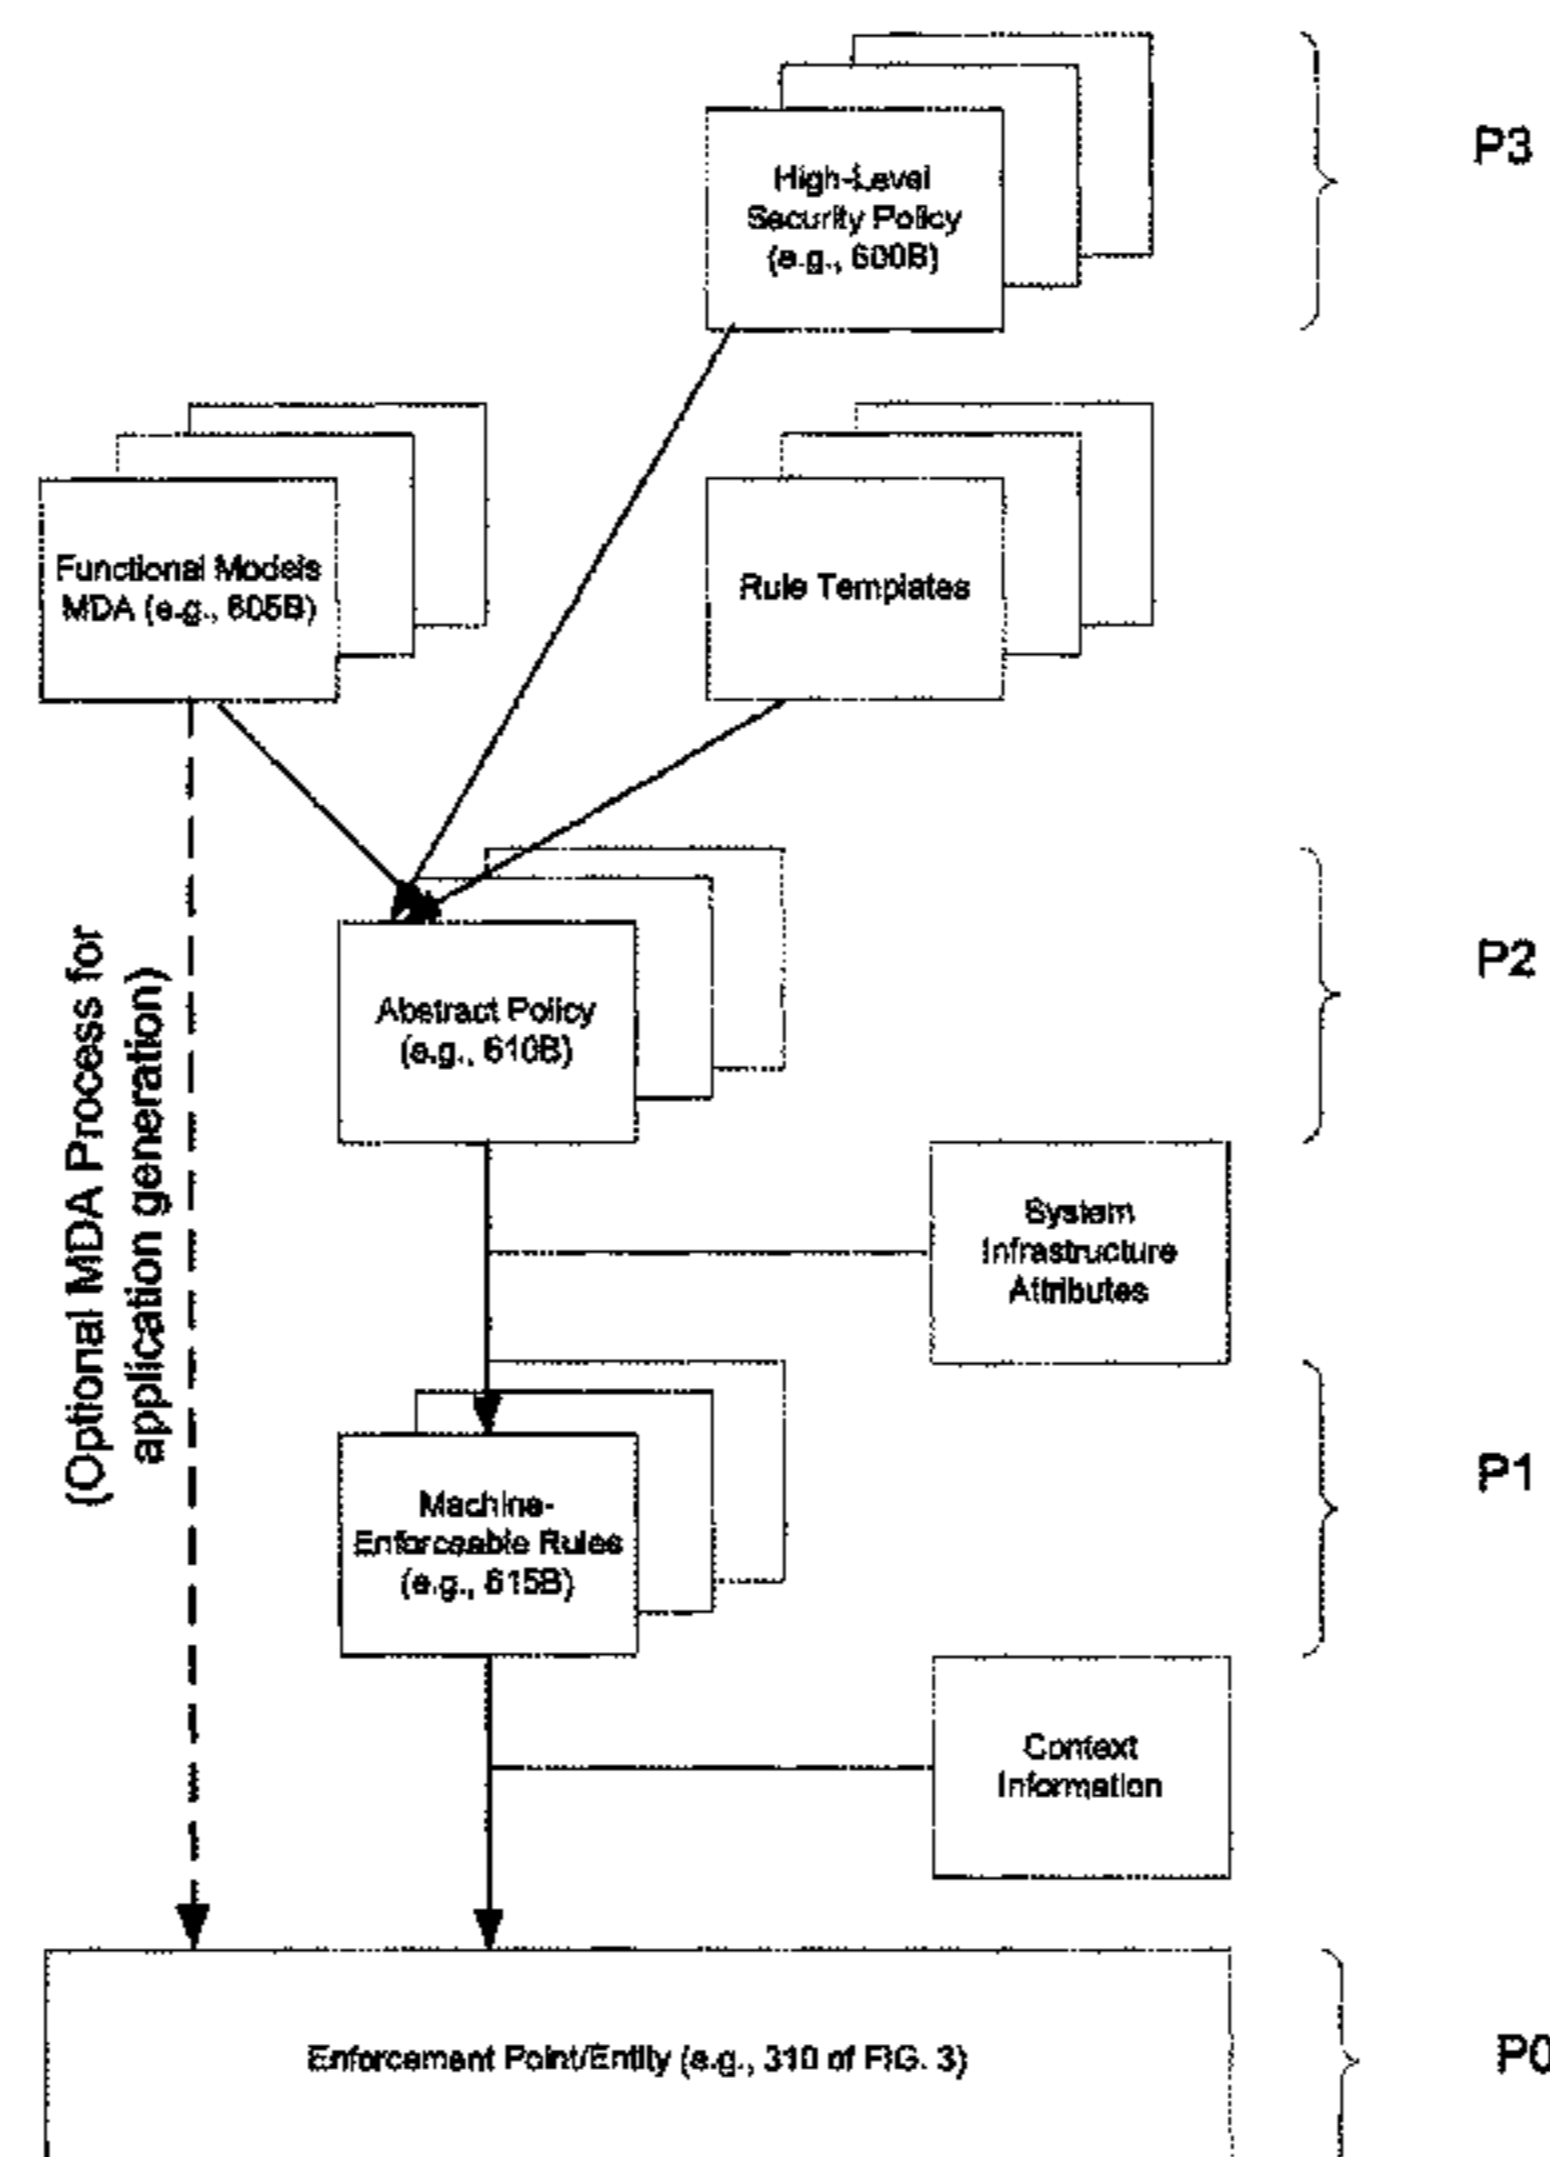 P3
High-Level
Security Policy
(e.g., 600B)
Functional Models
MDA (e.g., 605B)
Rule Templates
P2
Abstract Policy
(e.g., 610B)
(Optional MDA Process for
application generation)
System
Infrastructure
Attributes
P1
Machine-
Enforceable Rules
(e.g., 615B)
Context
Information
P0
Enforcement Point/Entity (e.g., 310 of FIG. 3)